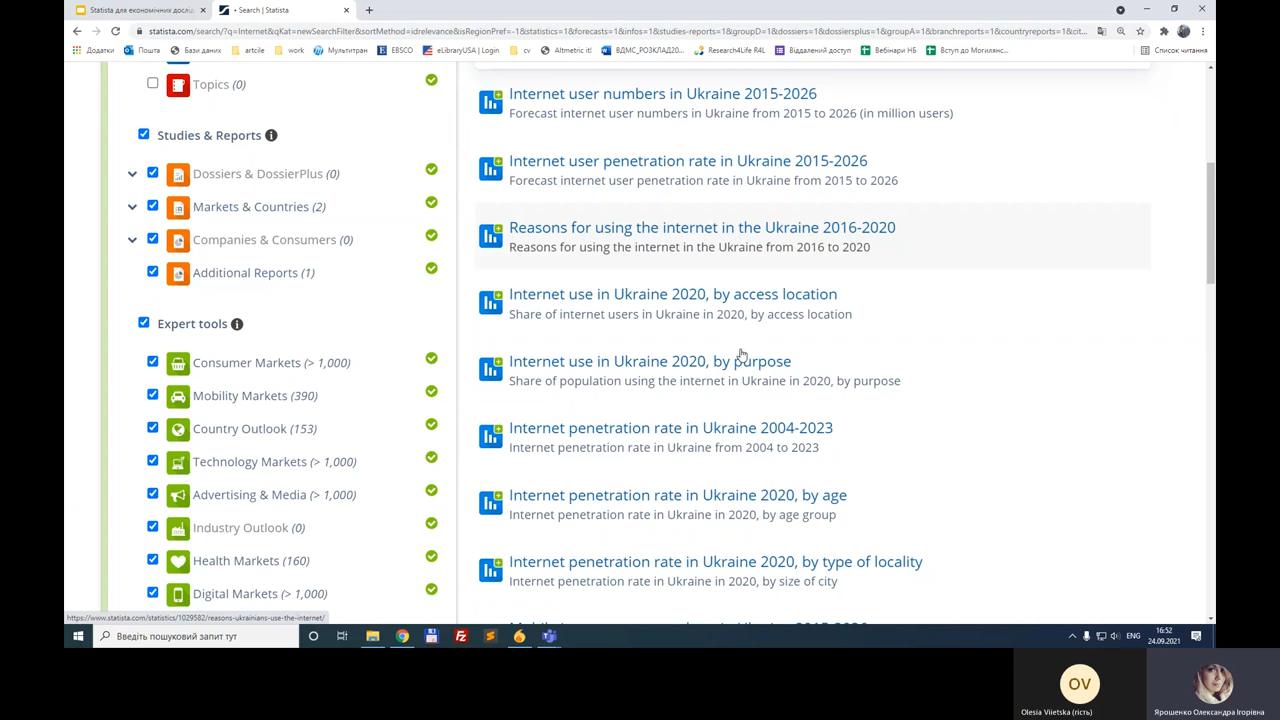 Statista для економічних дослід
• Search | Statista
statista.com/search/?q=Internet&qKat=newSearchFilter&sortMethod=idrelevance&isRegionPref=-1&statistics=1&forecasts=1&infos=1&studies-reports=1&groupD=1&dossiers=1&dossiersplus=1&groupA=1&branchreports=1&countryreports=1&cit...
Додатки
Пошта
Бази даних
artcile
work
Мультитран
EBSCO
eLibraryUSA | Login
cv
Altmetric it!
ВДМС_РОЗКЛАД20...
Research4Life R4L
Віддалений доступ
Вебінари НБ
Вступ до Могилянс...
Список читання
Topics (0)
Studies & Reports
Dossiers & DossierPlus (0)
Markets & Countries (2)
Companies & Consumers (0)
Additional Reports (1)
Expert tools
Consumer Markets (> 1,000)
Mobility Markets (390)
Country Outlook (153)
Technology Markets (> 1,000)
Advertising & Media (> 1,000)
Industry Outlook (0)
Health Markets (160)
Digital Markets (> 1,000)
Internet user numbers in Ukraine 2015-2026
Forecast internet user numbers in Ukraine from 2015 to 2026 (in million users)
Internet user penetration rate in Ukraine 2015-2026
Forecast internet user penetration rate in Ukraine from 2015 to 2026
Reasons for using the internet in the Ukraine 2016-2020
Reasons for using the internet in the Ukraine from 2016 to 2020
Internet use in Ukraine 2020, by access location
Share of internet users in Ukraine in 2020, by access location
Internet use in Ukraine 2020, by purpose
Share of population using the internet in Ukraine in 2020, by purpose
Internet penetration rate in Ukraine 2004-2023
Internet penetration rate in Ukraine from 2004 to 2023
Internet penetration rate in Ukraine 2020, by age
Internet penetration rate in Ukraine in 2020, by age group
Internet penetration rate in Ukraine 2020, by type of locality
Internet penetration rate in Ukraine in 2020, by size of city
https://www.statista.com/statistics/1029582/reasons-ukrainians-use-the-internet/
Введіть пошуковий запит тут
ENG
16:52
24.09.2021
OV
Olesia Viietska (гість)
Ярошенко Олександра Ігорівна